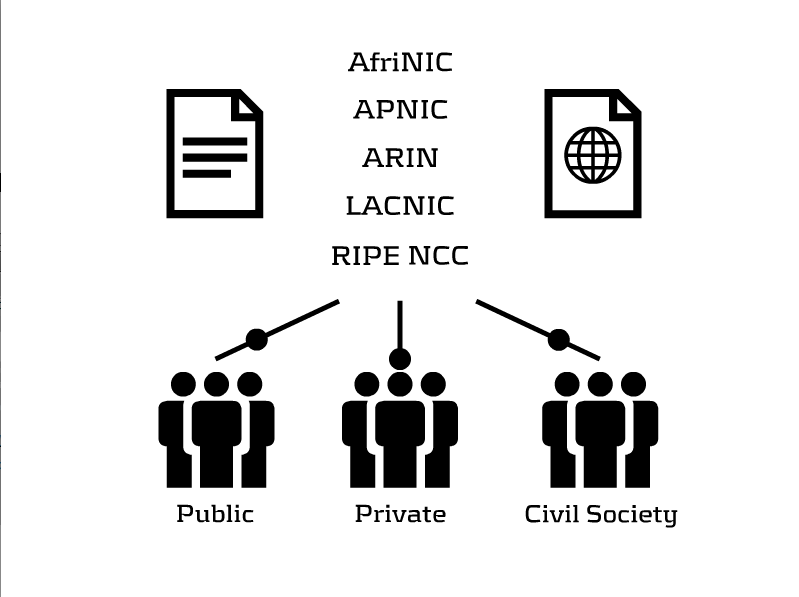 AfriNIC
APNIC
ARIN
LACNIC
RIPE NCC
Public
Private
Civil Society